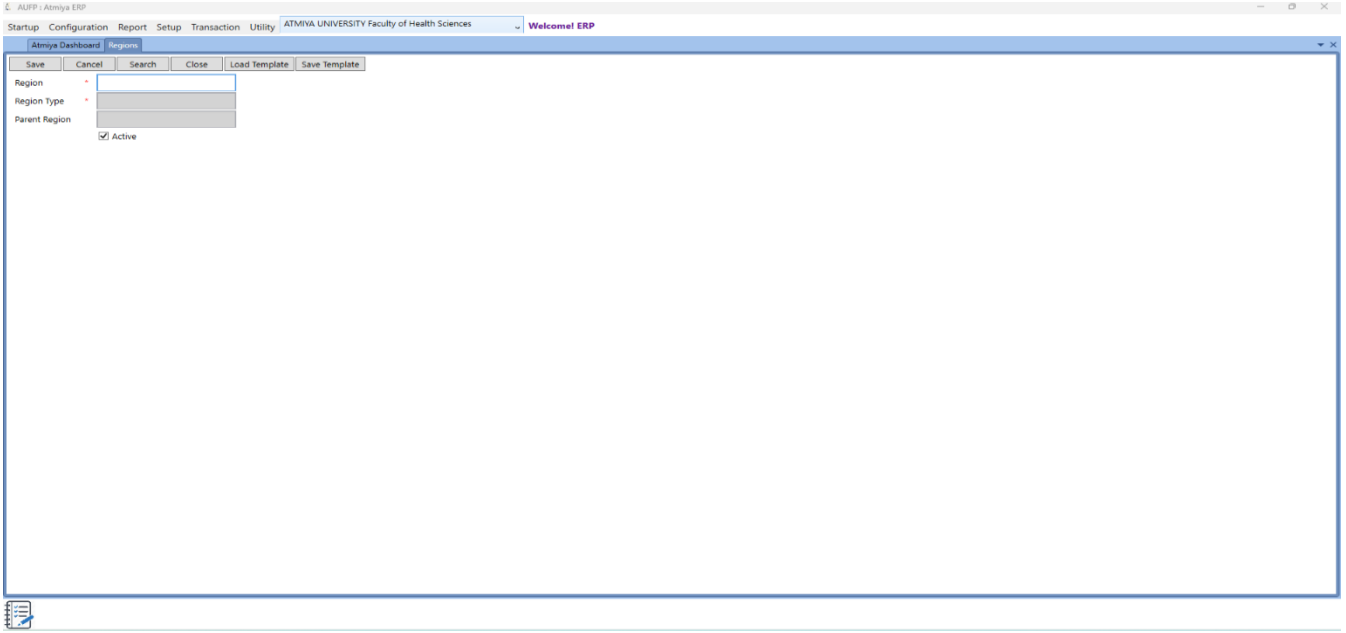 AUFP : Atmiya ERP
Startup Configuration Report Setup Transaction Utility ATMIYA UNIVERSITY Faculty of Health Sciences Welcome! ERP
Atmiya Dashboard Regions
Save Cancel Search Close Load Template Save Template
Region *
Region Type *
Parent Region
Active